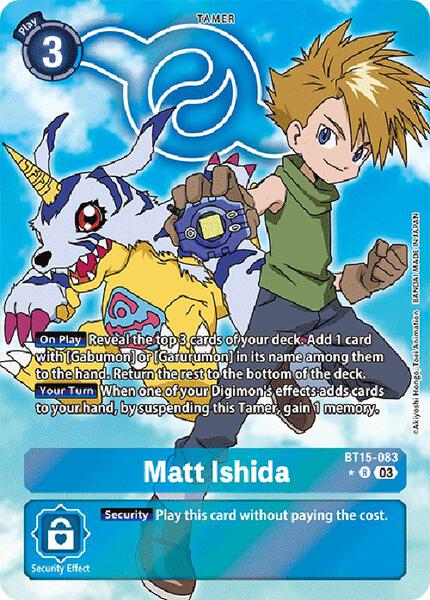 TAMER
Play
3
On Play Reveal the top 3 cards of your deck. Add 1 card
with [Gabumon] or [Garurumon] in its name among them
to the hand. Return the rest to the bottom of the deck.
Your Turn When one of your Digimon's effects adds cards
to your hand, by suspending this Tamer, gain 1 memory.
©Akiyoshi Hongo, Toei Animation BANDAI MADE IN JAPAN
BT15-083
Matt Ishida
R 03
Security Play this card without paying the cost.
Security Effect